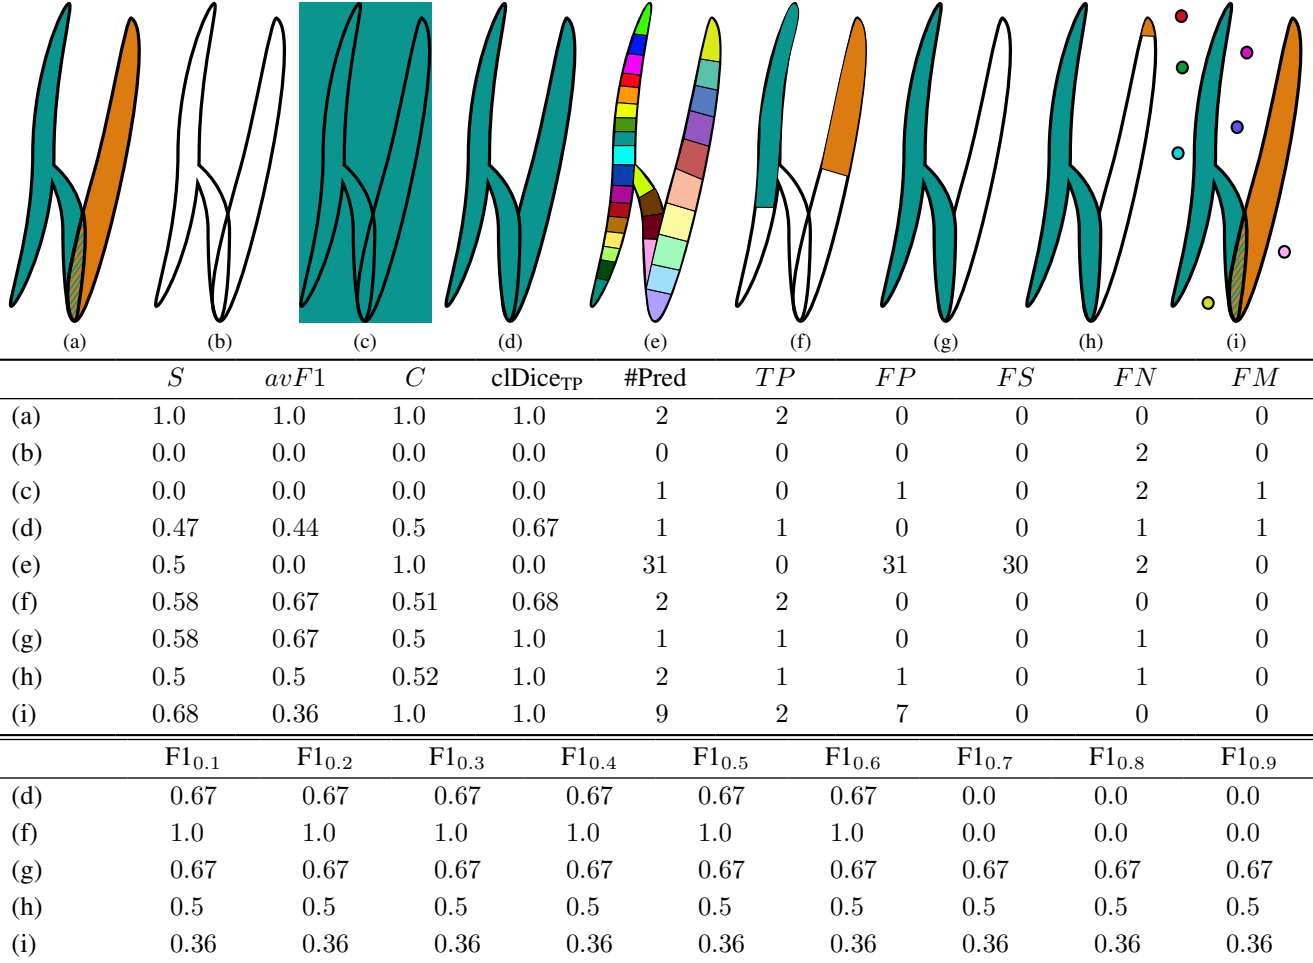 (a) (b) (c) (d) (e) (f) (g) (h) (i)
S avF1 C clDice_TP #Pred TP FP FS FN FM
(a) 1.0 1.0 1.0 1.0 2 2 0 0 0 0
(b) 0.0 0.0 0.0 0.0 0 0 0 0 2 0
(c) 0.0 0.0 0.0 0.0 1 0 1 0 2 1
(d) 0.47 0.44 0.5 0.67 1 1 0 0 1 1
(e) 0.5 0.0 1.0 0.0 31 0 31 30 2 0
(f) 0.58 0.67 0.51 0.68 2 2 0 0 0 0
(g) 0.58 0.67 0.5 1.0 1 1 0 0 1 0
(h) 0.5 0.5 0.52 1.0 2 1 1 0 1 0
(i) 0.68 0.36 1.0 1.0 9 2 7 0 0 0
F1_0.1 F1_0.2 F1_0.3 F1_0.4 F1_0.5 F1_0.6 F1_0.7 F1_0.8 F1_0.9
(d) 0.67 0.67 0.67 0.67 0.67 0.67 0.0 0.0 0.0
(f) 1.0 1.0 1.0 1.0 1.0 1.0 0.0 0.0 0.0
(g) 0.67 0.67 0.67 0.67 0.67 0.67 0.67 0.67 0.67
(h) 0.5 0.5 0.5 0.5 0.5 0.5 0.5 0.5 0.5
(i) 0.36 0.36 0.36 0.36 0.36 0.36 0.36 0.36 0.36